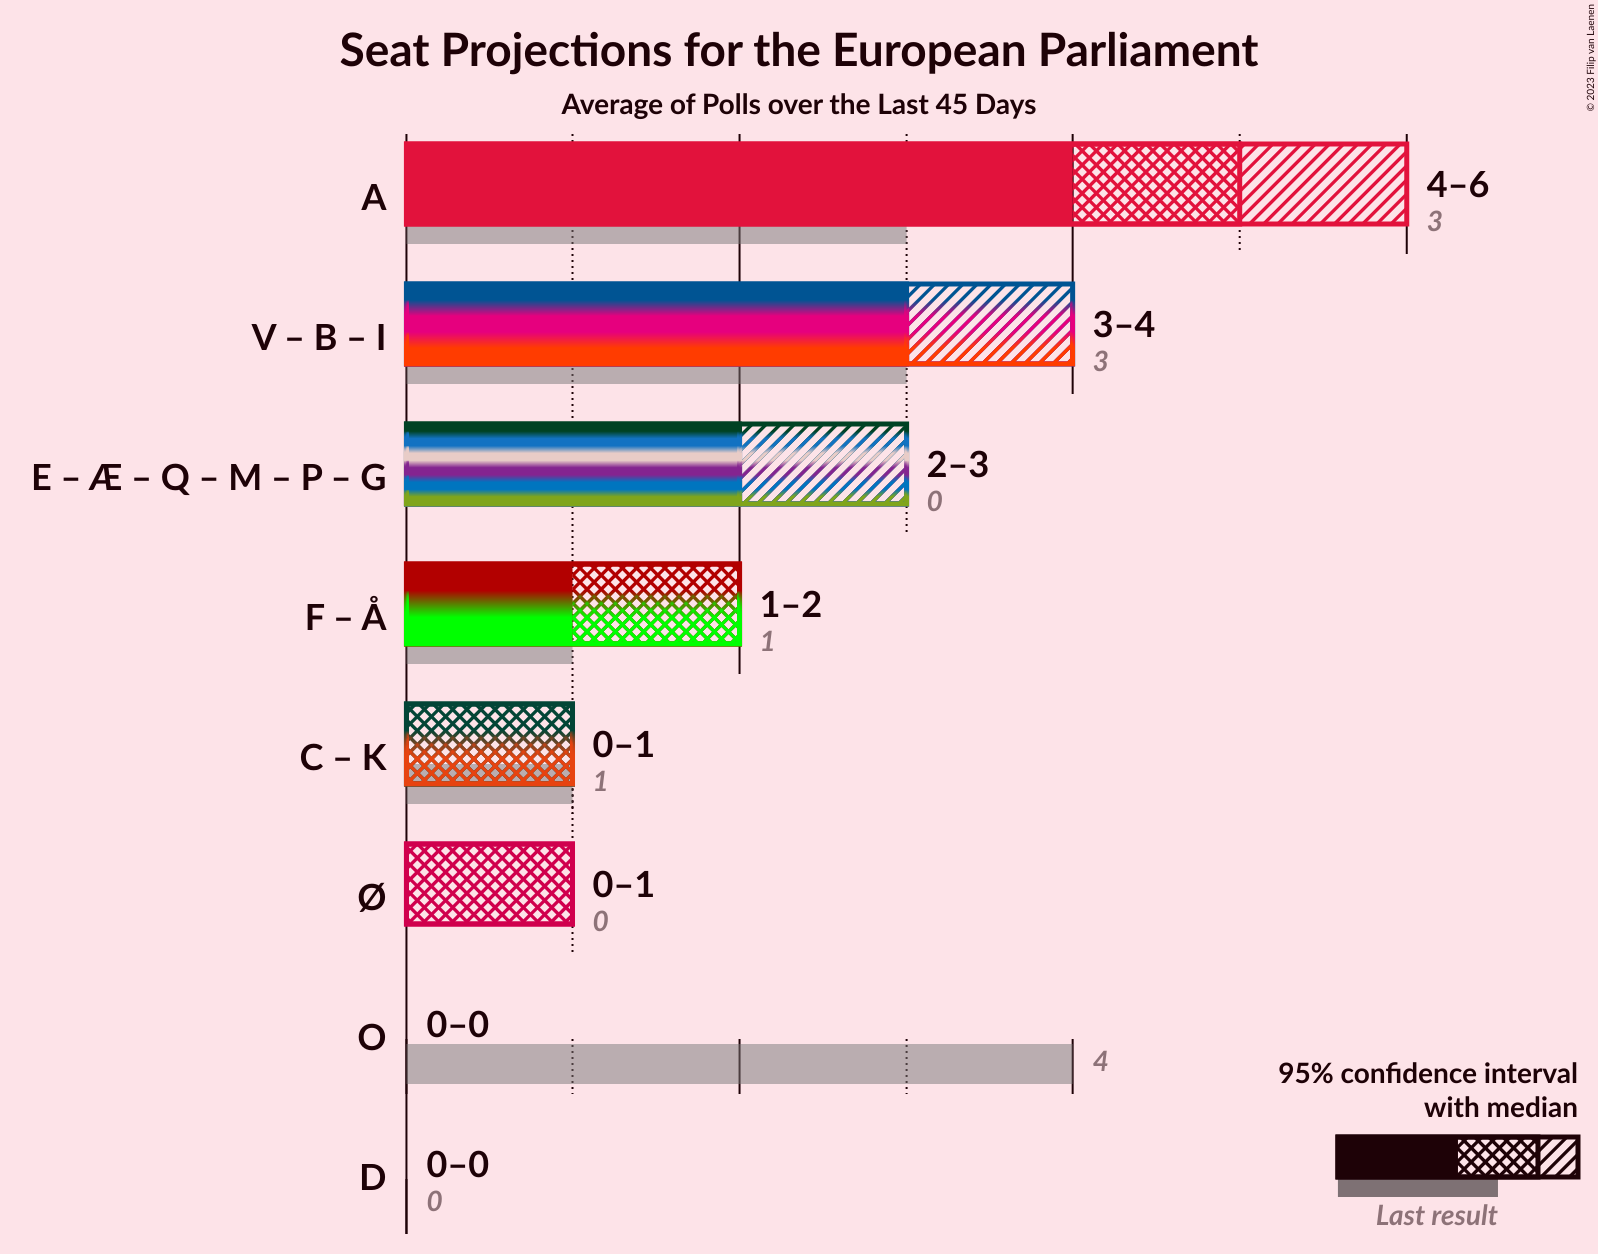 Seat Projections for the European Parliament
Average of Polls over the Last 45 Days
© 2023 Filip van Laenen
A
4–6
3
V – B – I
3–4
3
E – Æ – Q – M – P – G
2–3
0
F – Å
1–2
1
C – K
0–1
1
Ø
0–1
0
O
0–0
4
D
0–0
0
95% confidence interval
with median
Last result